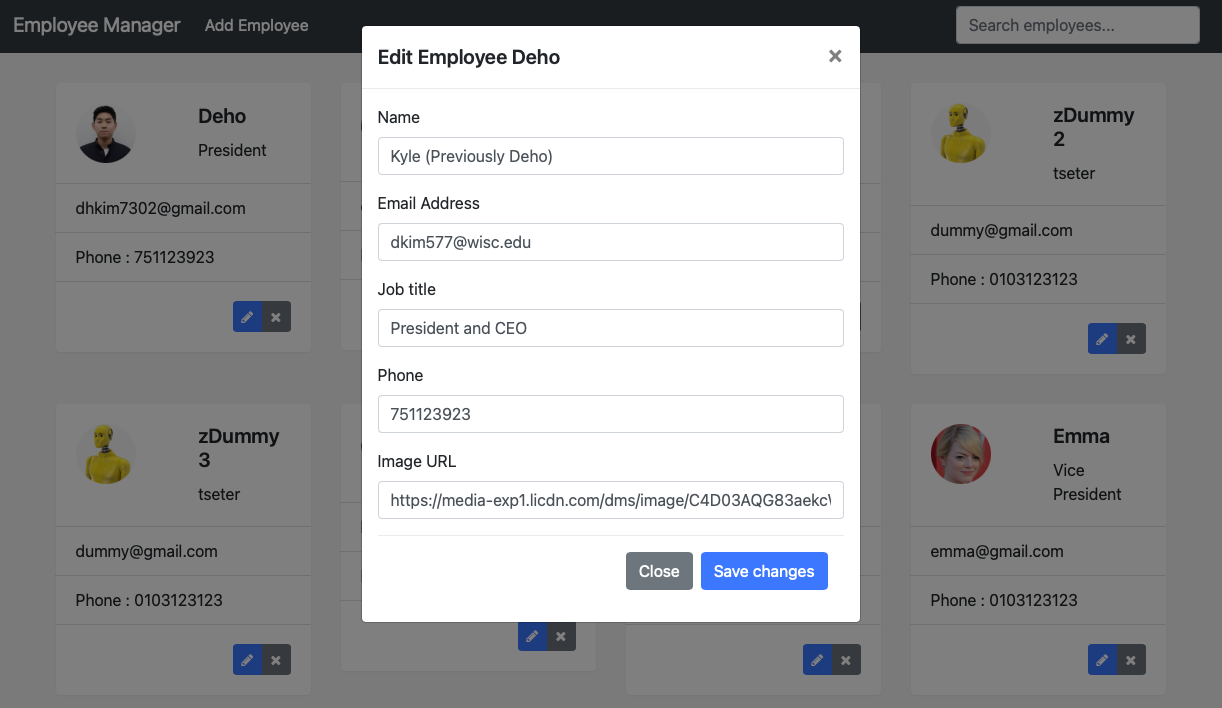 Employee Manager
Add Employee
Search employees...
Edit Employee Deho
×
Name
Kyle (Previously Deho)
Email Address
dkim577@wisc.edu
Job title
President and CEO
Phone
751123923
Image URL
https://media-exp1.licdn.com/dms/image/C4D03AQG83aekc
Close
Save changes
Deho
President
dhkim7302@gmail.com
Phone : 751123923
zDummy
2
tseter
dummy@gmail.com
Phone : 0103123123
zDummy
3
tseter
dummy@gmail.com
Phone : 0103123123
Emma
Vice
President
emma@gmail.com
Phone : 0103123123